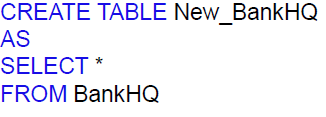 CREATE TABLE New_BankHQ
AS
SELECT *
FROM BankHQ